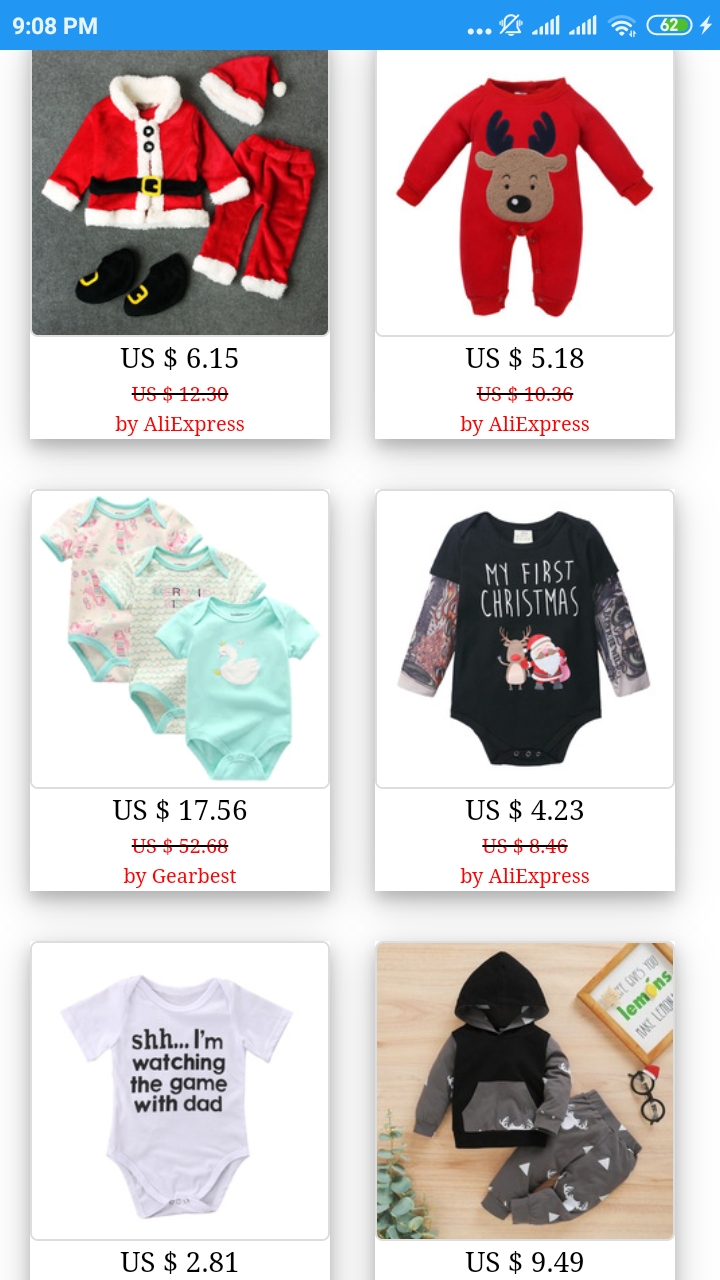 9:08 PM
62
US $ 6.15
US $ 12.30
by AliExpress
US $ 5.18
US $ 10.36
by AliExpress
US $ 17.56
US $ 52.68
by Gearbest
MY FIRST
CHRISTMAS
US $ 4.23
US $ 8.46
by AliExpress
shh... I'm
watching
the game
with dad
US $ 2.81
YOU
lemons
MAKE
US $ 9.49